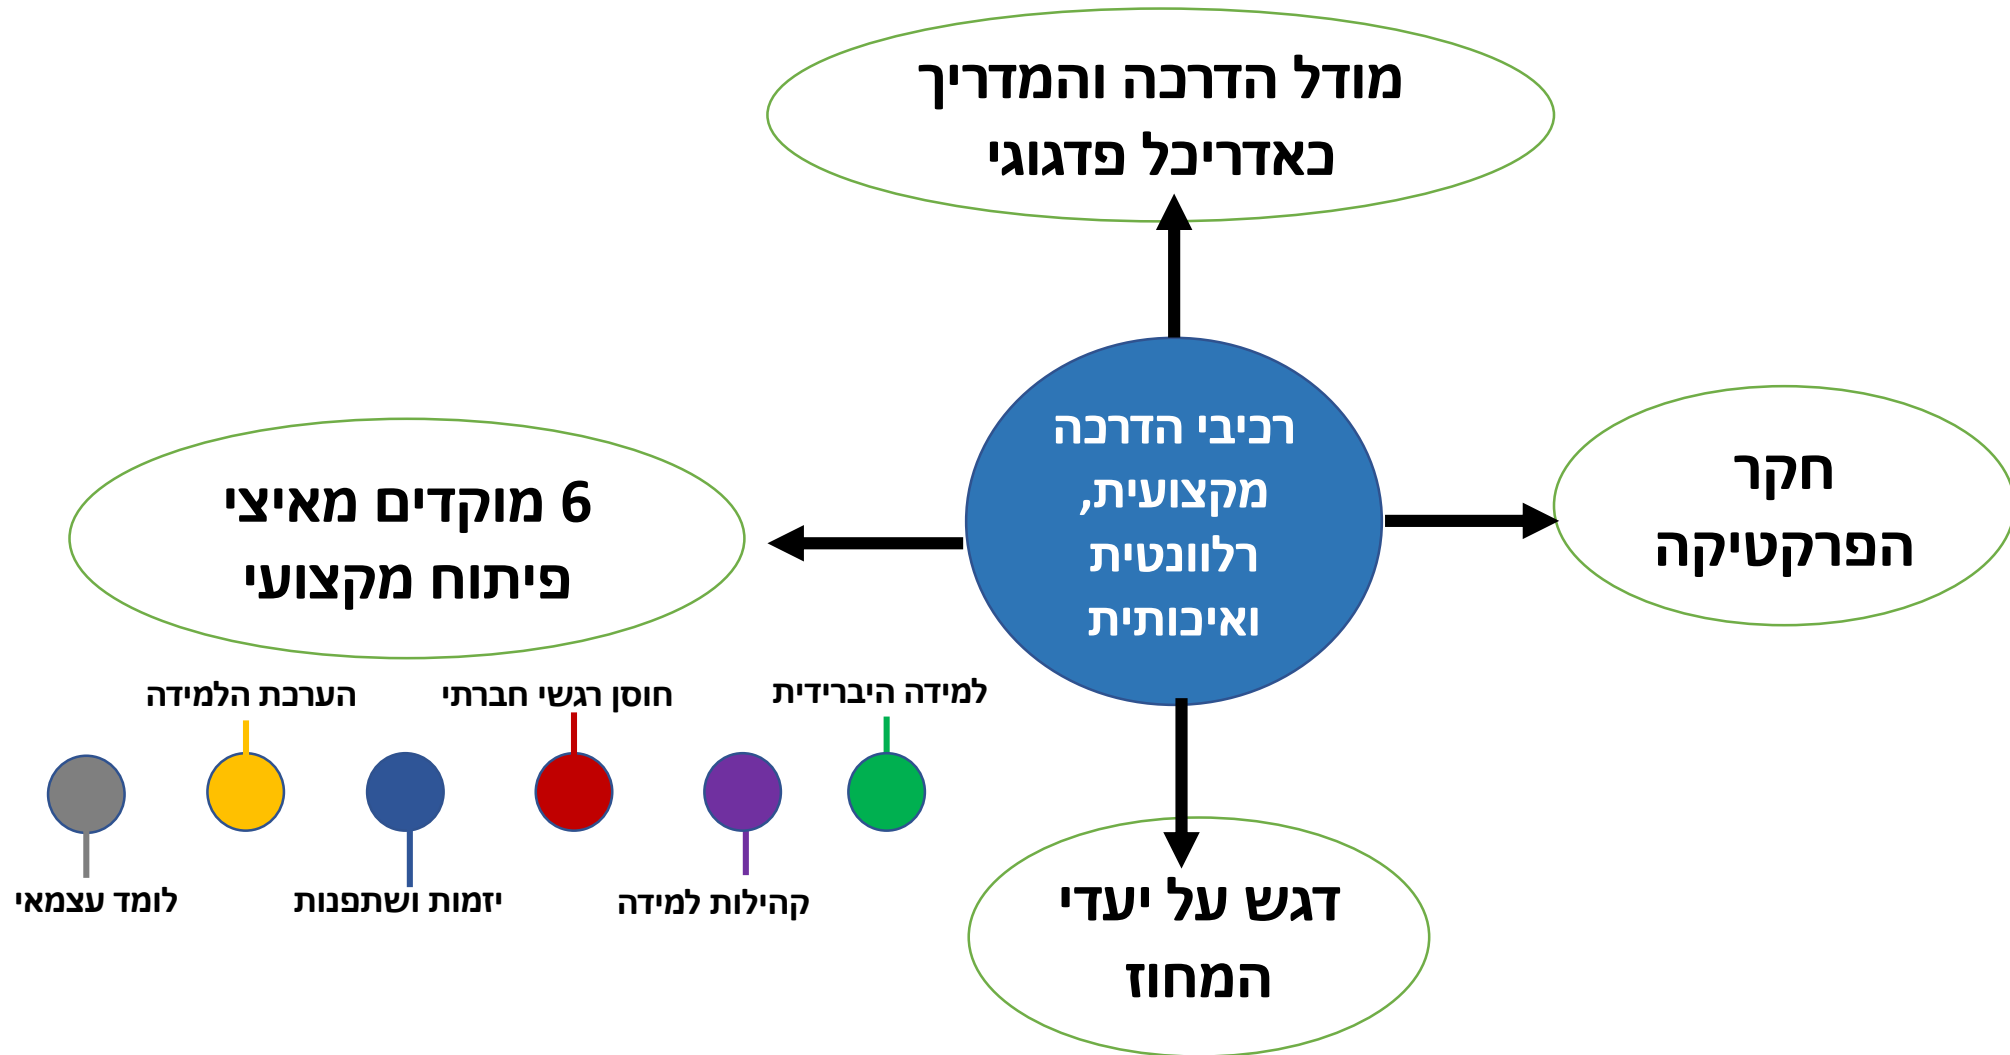 מודל הדרכה והמדריך
כאדריכל פדגוגי
רכיבי הדרכה
מקצועית,
רלוונטית
ואיכותית
חקר
הפרקטיקה
6 מוקדים מאיצי
פיתוח מקצועי
למידה היברידית
חוסן רגשי חברתי
הערכת הלמידה
קהילות למידה
יזמות ושתפנות
לומד עצמאי
דגש על יעדי
המחוז